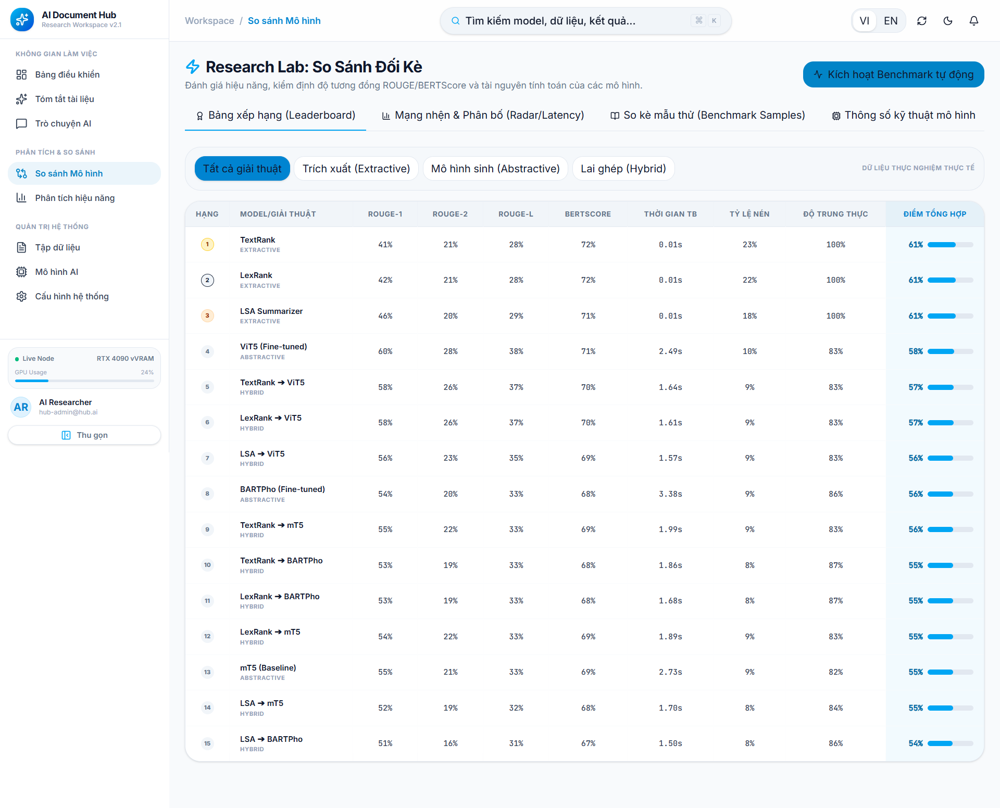 AI Document Hub
Research Workspace v2.1
KHÔNG GIAN LÀM VIỆC
Bảng điều khiển
Tóm tắt tài liệu
Trò chuyện AI
PHÂN TÍCH & SO SÁNH
So sánh Mô hình
Phân tích hiệu năng
QUẢN TRỊ HỆ THỐNG
Tập dữ liệu
Mô hình AI
Cấu hình hệ thống
Live Node RTX 4090 vVRAM
GPU Usage 24%
AR
AI Researcher
hub-admin@hub.ai
Thu gọn
Workspace / So sánh Mô hình
Tìm kiếm model, dữ liệu, kết quả... ⌘ K
VI EN
Research Lab: So Sánh Đối Kè
Đánh giá hiệu năng, kiểm định độ tương đồng ROUGE/BERTScore và tài nguyên tính toán của các mô hình.
Kích hoạt Benchmark tự động
Bảng xếp hạng (Leaderboard) Mạng nhện & Phân bố (Radar/Latency) So kè mẫu thử (Benchmark Samples) Thông số kỹ thuật mô hình
Tất cả giải thuật Trích xuất (Extractive) Mô hình sinh (Abstractive) Lai ghép (Hybrid) DỮ LIỆU THỰC NGHIỆM THỰC TẾ
HẠNG MODEL/GIẢI THUẬT ROUGE-1 ROUGE-2 ROUGE-L BERTSCORE THỜI GIAN TB TỶ LỆ NÉN ĐỘ TRUNG THỰC ĐIỂM TỔNG HỢP
1 TextRank 41% 21% 28% 72% 0.01s 23% 100% 61%
EXTRACTIVE
2 LexRank 42% 21% 28% 72% 0.01s 22% 100% 61%
EXTRACTIVE
3 LSA Summarizer 46% 20% 29% 71% 0.01s 18% 100% 61%
EXTRACTIVE
4 ViT5 (Fine-tuned) 60% 28% 38% 71% 2.49s 10% 83% 58%
ABSTRACTIVE
5 TextRank ➔ ViT5 58% 26% 37% 70% 1.64s 9% 83% 57%
HYBRID
6 LexRank ➔ ViT5 58% 26% 37% 70% 1.61s 9% 83% 57%
HYBRID
7 LSA ➔ ViT5 56% 23% 35% 69% 1.57s 9% 83% 56%
HYBRID
8 BARTPho (Fine-tuned) 54% 20% 33% 68% 3.38s 9% 86% 56%
ABSTRACTIVE
9 TextRank ➔ mT5 55% 22% 33% 69% 1.99s 9% 83% 56%
HYBRID
10 TextRank ➔ BARTPho 53% 19% 33% 68% 1.86s 8% 87% 55%
HYBRID
11 LexRank ➔ BARTPho 53% 19% 33% 68% 1.68s 8% 87% 55%
HYBRID
12 LexRank ➔ mT5 54% 22% 33% 69% 1.89s 9% 83% 55%
HYBRID
13 mT5 (Baseline) 55% 21% 33% 69% 2.73s 9% 82% 55%
ABSTRACTIVE
14 LSA ➔ mT5 52% 19% 32% 68% 1.70s 8% 84% 55%
HYBRID
15 LSA ➔ BARTPho 51% 16% 31% 67% 1.50s 8% 86% 54%
HYBRID